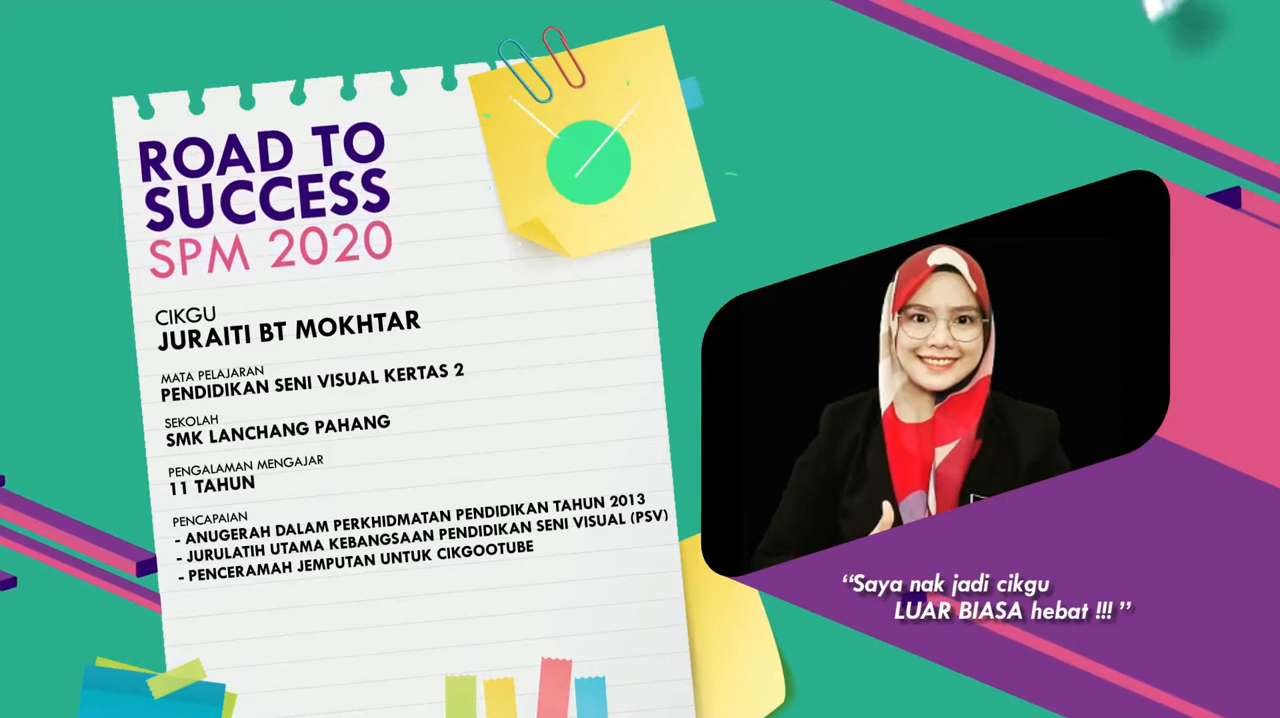 ROAD TO
SUCCESS
SPM 2020
CIKGU
JURAITI BT MOKHTAR
MATA PELAJARAN
PENDIDIKAN SENI VISUAL KERTAS 2
SEKOLAH
SMK LANCHANG PAHANG
PENGALAMAN MENGAJAR
11 TAHUN
PENCAPAIAN
- ANUGERAH DALAM PERKHIDMATAN PENDIDIKAN TAHUN 2013
- JURULATIH UTAMA KEBANGSAAN PENDIDIKAN SENI VISUAL (PSV)
- PENCERAMAH JEMPUTAN UNTUK CIKGOOTUBE
“Saya nak jadi cikgu
LUAR BIASA hebat !!! ”